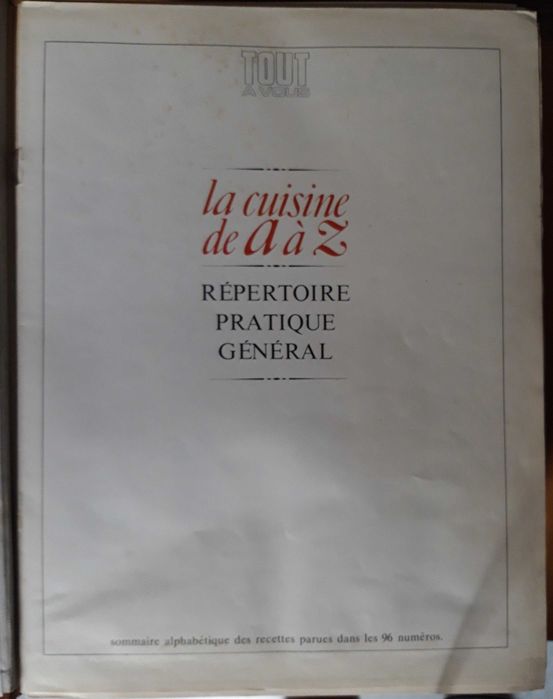 TOUT
A VOUS
la cuisine
de a à Z
RÉPERTOIRE
PRATIQUE
GÉNÉRAL
sommaire alphabétique des recettes parues dans les 96 numéros.